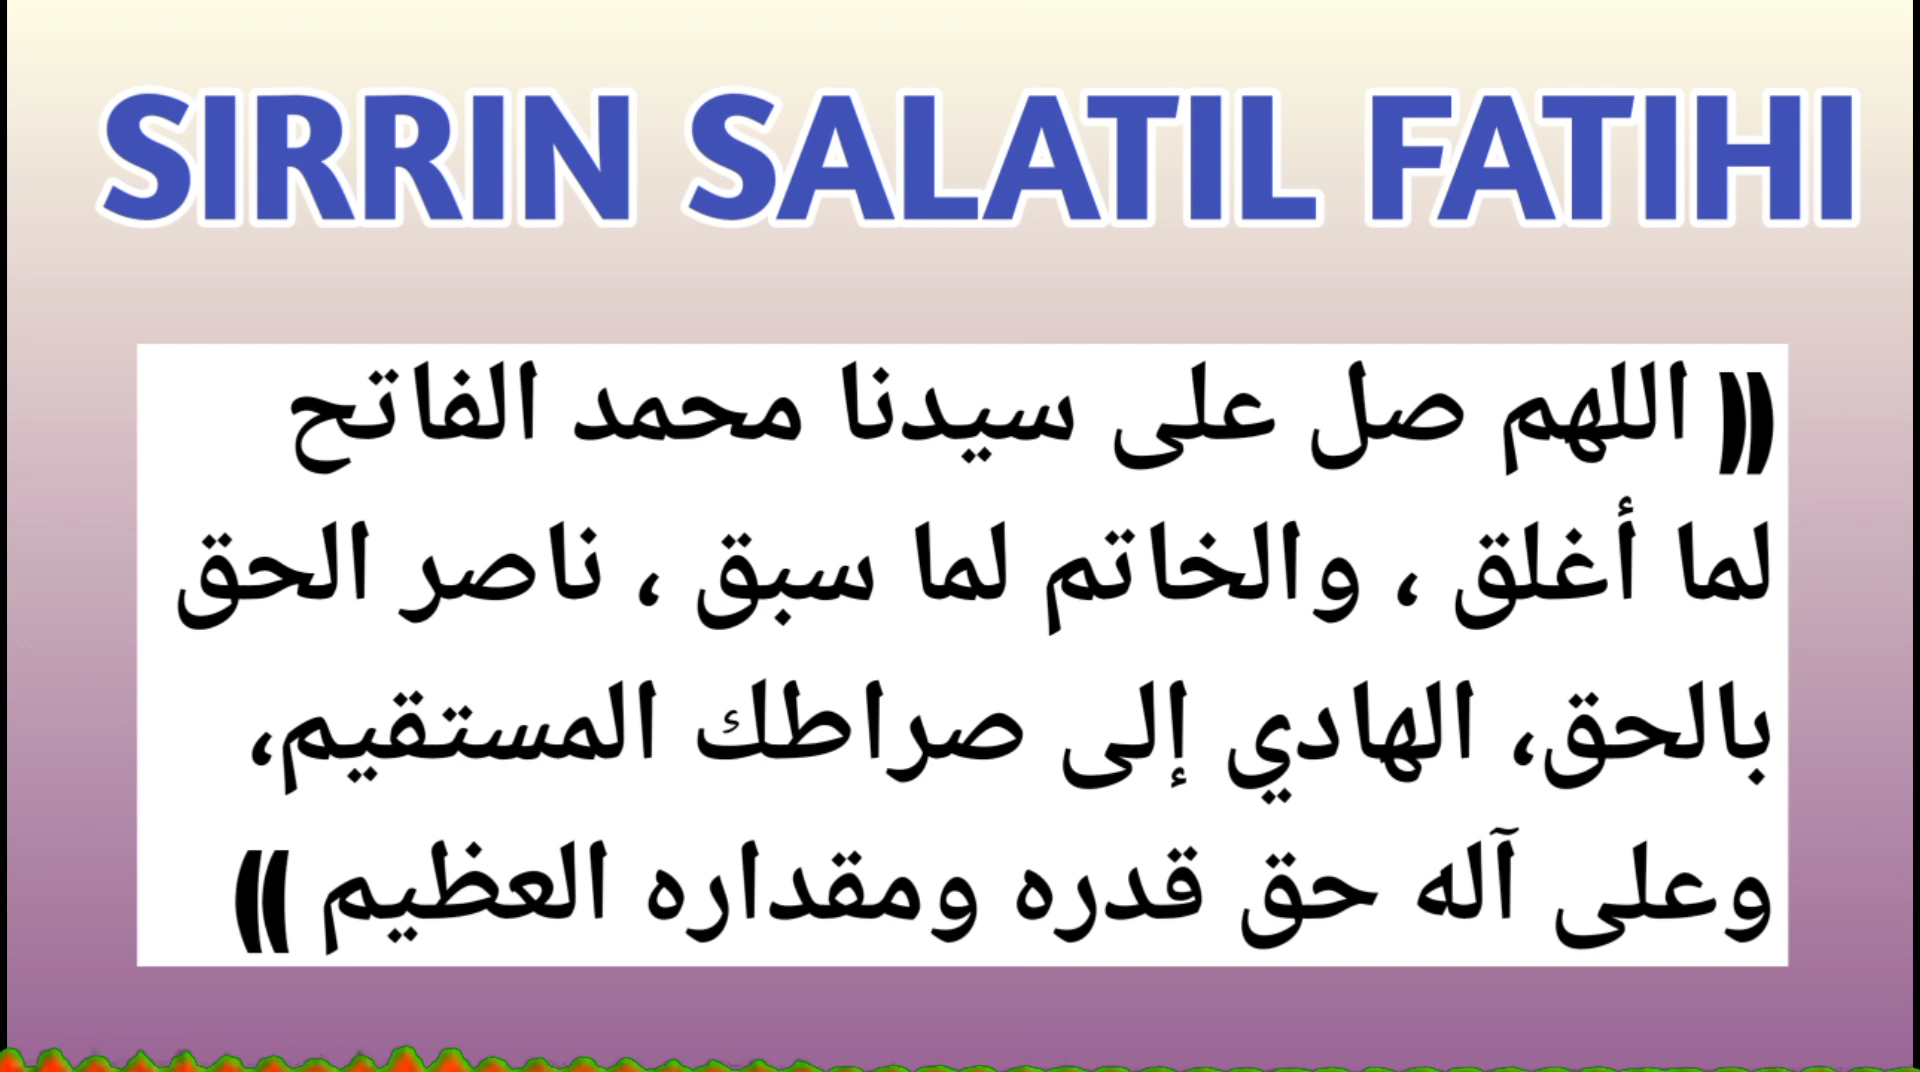 SIRRIN SALATIL FATIHI
(( اللهم صل على سيدنا محمد الفاتح
لما أغلق ، والخاتم لما سبق ، ناصر الحق
بالحق، الهادي إلى صراطك المستقيم،
وعلى آله حق قدره ومقداره العظيم ))